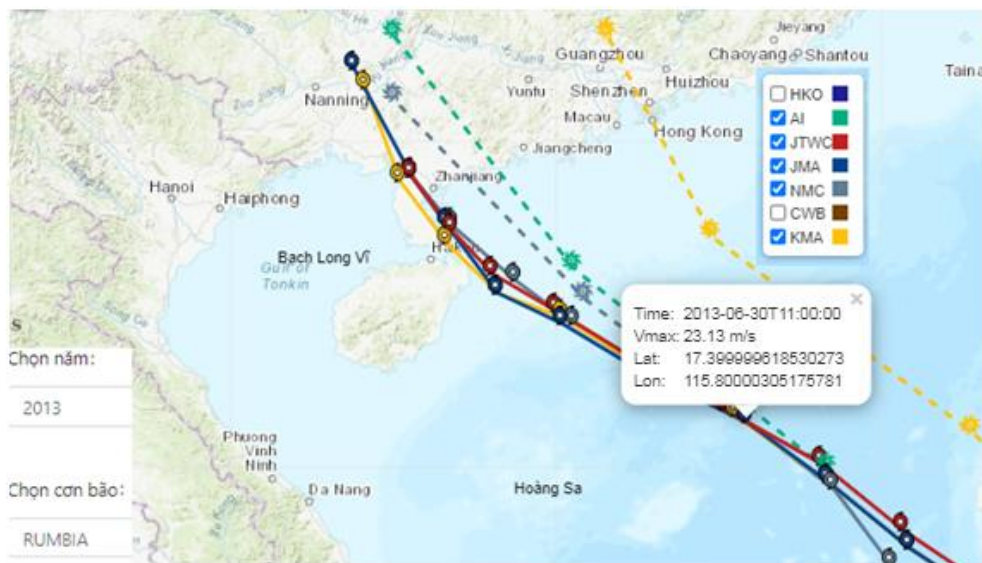 Jieyang
Guangzhou
Chaoyang
Shantou
Huizhou
Taina
Yunfu
Shenzhen
Nanning
Macau
Hong Kong
Jiangcheng
HKO
AI
JTWC
JMA
NMC
CWB
KMA
Hanoi
Haiphong
Zhanjiang
Bạch Long Vĩ
Gulf of
Tonkin
Time: 2013-06-30T11:00:00
Vmax: 23.13 m/s
Lat: 17.399999618530273
Lon: 115.80000305175781
Chọn năm:
2013
Phuong
Vinh
Ninh
Da Nang
Hoàng Sa
Chọn cơn bão:
RUMBIA